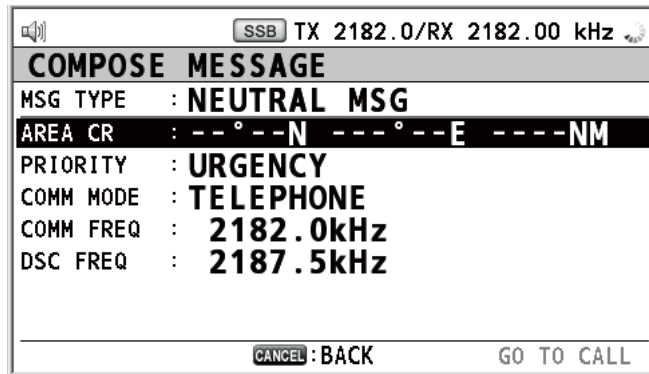 SSB TX 2182.0/RX 2182.00 kHz
COMPOSE MESSAGE
MSG TYPE : NEUTRAL MSG
AREA CR : --°--N ---°--E ----NM
PRIORITY : URGENCY
COMM MODE : TELEPHONE
COMM FREQ : 2182.0kHz
DSC FREQ : 2187.5kHz
CANCEL : BACK GO TO CALL